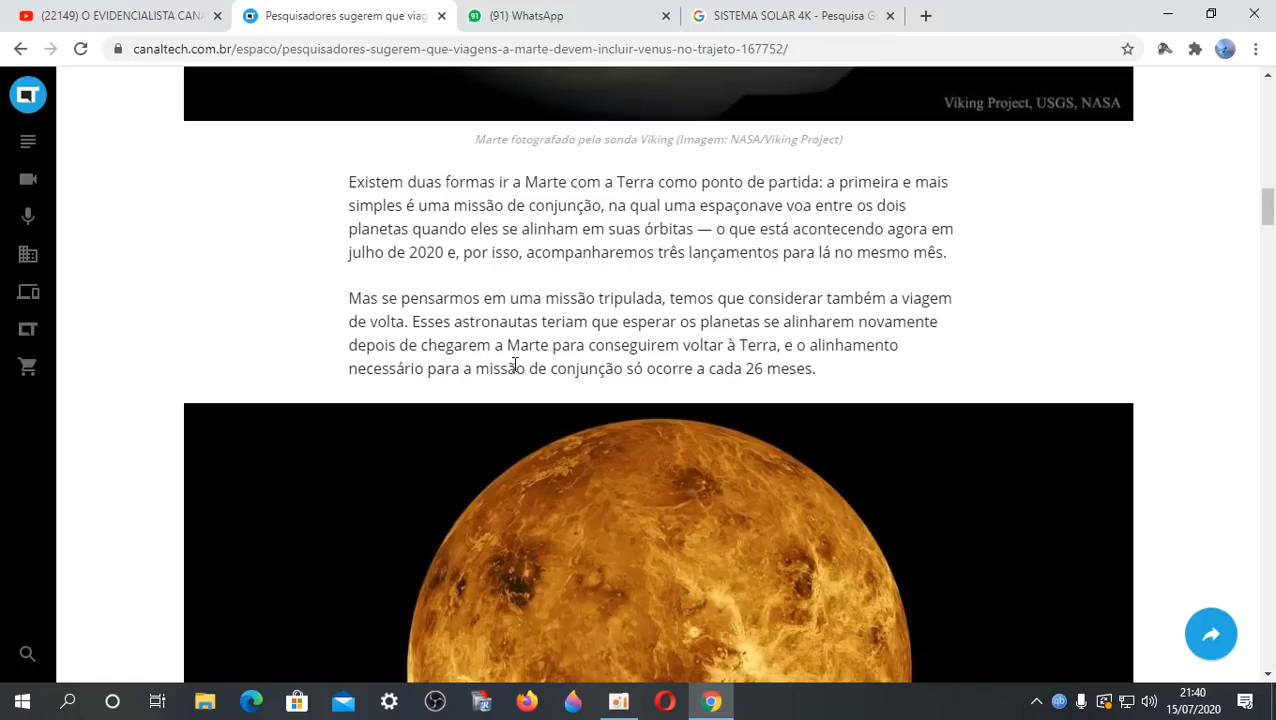 (22149) O EVIDENCIALISTA CANA
Pesquisadores sugerem que viag
(91) WhatsApp
SISTEMA SOLAR 4K - Pesquisa G
canaltech.com.br/espaco/pesquisadores-sugerem-que-viagens-a-marte-devem-incluir-venus-no-trajeto-167752/
Viking Project, USGS, NASA
Marte fotografado pela sonda Viking (Imagem: NASA/Viking Project)
Existem duas formas ir a Marte com a Terra como ponto de partida: a primeira e mais
simples é uma missão de conjunção, na qual uma espaçonave voa entre os dois
planetas quando eles se alinham em suas órbitas — o que está acontecendo agora em
julho de 2020 e, por isso, acompanharemos três lançamentos para lá no mesmo mês.
Mas se pensarmos em uma missão tripulada, temos que considerar também a viagem
de volta. Esses astronautas teriam que esperar os planetas se alinharem novamente
depois de chegarem a Marte para conseguirem voltar à Terra, e o alinhamento
necessário para a missão de conjunção só ocorre a cada 26 meses.
21:40
15/07/2020